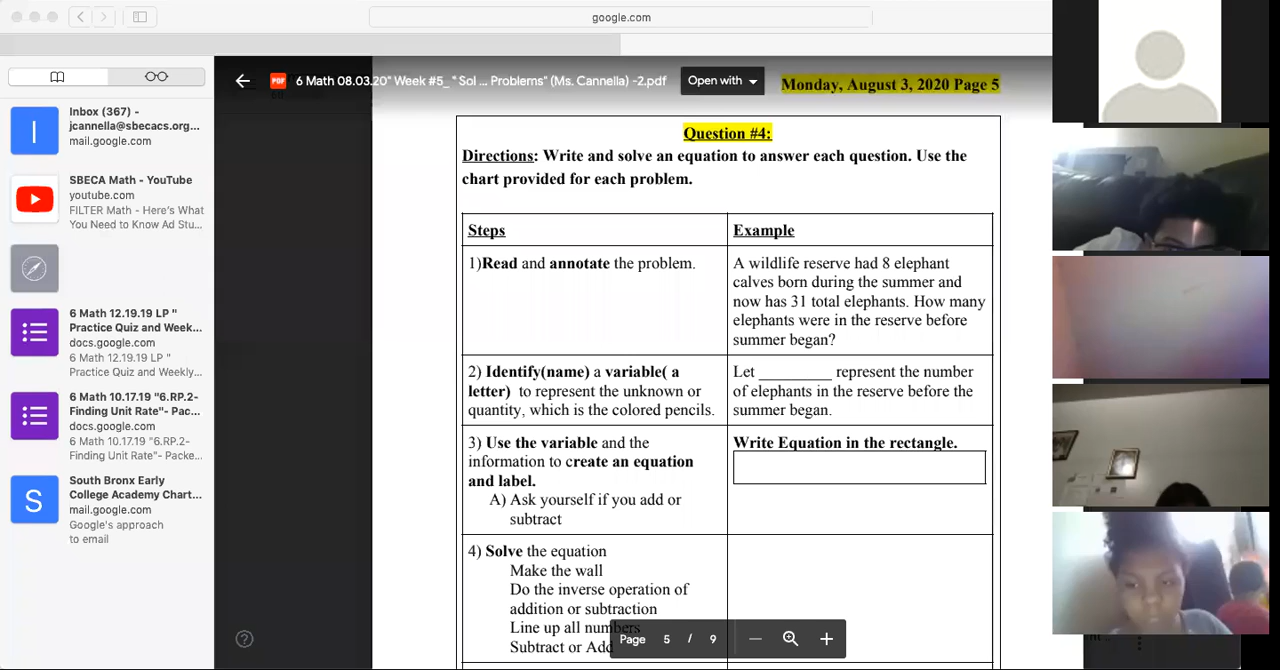 google.com
Inbox (367) -
jcannella@sbecacs.org...
mail.google.com
SBECA Math - YouTube
youtube.com
FILTER Math - Here's What
You Need to Know Ad Stu...
6 Math 12.19.19 LP "
Practice Quiz and Week...
docs.google.com
6 Math 12.19.19 LP "
Practice Quiz and Weekly...
6 Math 10.17.19 "6.RP.2-
Finding Unit Rate"- Pac...
docs.google.com
6 Math 10.17.19 "6.RP.2-
Finding Unit Rate"- Packe...
S
South Bronx Early
College Academy Chart...
mail.google.com
Google's approach
to email
PDF
6 Math 08.03.20" Week #5_ " Sol ... Problems" (Ms. Cannella) -2.pdf
Open with
Monday, August 3, 2020 Page 5
Question #4:
Directions: Write and solve an equation to answer each question. Use the
chart provided for each problem.
Steps
Example
1)Read and annotate the problem.
A wildlife reserve had 8 elephant
calves born during the summer and
now has 31 total elephants. How many
elephants were in the reserve before
summer began?
2) Identify(name) a variable( a
letter) to represent the unknown or
quantity, which is the colored pencils.
Let _________ represent the number
of elephants in the reserve before the
summer began.
3) Use the variable and the
information to create an equation
and label.
A) Ask yourself if you add or
subtract
Write Equation in the rectangle.
4) Solve the equation
Make the wall
Do the inverse operation of
addition or subtraction
Line up all numbers
Subtract or Add
Page 5 / 9